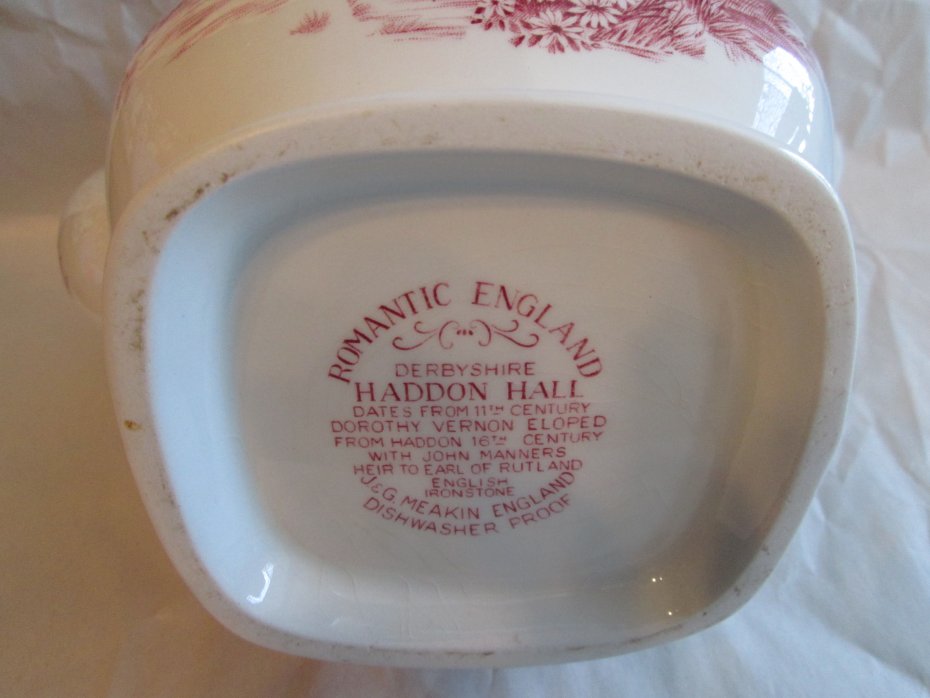 ROMANTIC ENGLAND
DERBYSHIRE
HADDON HALL
DATES FROM 11TH CENTURY
DOROTHY VERNON ELOPED
FROM HADDON 16TH CENTURY
WITH JOHN MANNERS
HEIR TO EARL OF RUTLAND
ENGLISH
IRONSTONE
J&G. MEAKIN ENGLAND
DISHWASHER PROOF